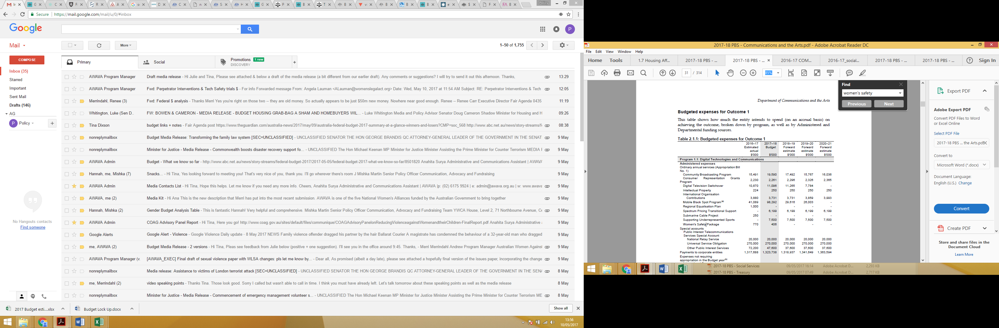 Policy
Secure https://mail.google.com/mail/u/0/#inbox
Google
Mail
More
1–50 of 1,755
COMPOSE
Inbox (35)
Starred
Important
Sent Mail
Drafts (146)
AG
Policy
No Hangouts contacts
Find someone
Primary
Social
Promotions 1 new
DISCOVERY
AWAVA Program Manager Draft media release - Hi Julie and Tina, Please see attached & below a draft of the media release (a bit different from our earlier draft). Any comments or suggestions? I will try to send it out this afternoon. Thanks, 13:29
AWAVA Program Manager Fwd: Perpetrator Interventions & Tech Safety trials $ - For info Forwarded message From: Angela Lauman <ALauman@womenslegalact.org> Date: Wed, May 10, 2017 at 11:54 AM Subject: RE: Perpetrator Interventions & Tech 12:05
Merrindahl, Renee (3) Fwd: Federal $ analysis - Thanks Merri Yes you're right on those two -- they are old money. So actually appears to be just $50m new money. Nowhere near good enough. Renee -- Renee Carr Executive Director Fair Agenda 0435 11:19
Whitington, Luke (Sen D.. FW: BOWEN & CAMERON - MEDIA RELEASE - BUDGET HOUSING GRAB-BAG A SHAM AND HOMEBUYERS WIL... - Luke Whitington Media and Policy Advisor Senator Doug Cameron Shadow Minister for Housing and H 09:26
Tina Dixson budget links + notes - Fair Agenda post https://www.theguardian.com/australia-news/2017/may/09/australia-federal-budget-2017-summary-at-a-glance-winners-and-losers?CMP=soc_568 http://www.abc.net.au/news/story-streams/f 08:38
nonreplymailbox Budget Media Release: Transforming the family law system [SEC=UNCLASSIFIED] - UNCLASSIFIED SENATOR THE HON GEORGE BRANDIS QC ATTORNEY-GENERAL LEADER OF THE GOVERNMENT IN THE SENAT 9 May
nonreplymailbox Minister for Justice - Media Release - Commonwealth boosts disaster recovery support fo... - UNCLASSIFIED The Hon Michael Keenan MP Minister for Justice Minister Assisting the Prime Minister for Counter Terrorism MEDIA 9 May
AWAVA Admin Budget - What we know so far - http://www.abc.net.au/news/story-streams/federal-budget-2017/2017-05-05/federal-budget-2017-what-we-know-so-far/8501820 Anahita Surya Administrative and Communications Assistant | AWAVA 9 May
Hannah, me, Mishka (7) Snacks... - Hi Tina, Yes looking forward to meeting you! That's very nice of you, thank you. I'll go wherever there's room J Mishka Martin Senior Policy Officer Communication, Advocacy and Fundraising 9 May
AWAVA Admin Media Contacts List - Hi Tina, Hope this helps. Let me know if you need any more info. Cheers, Anahita Surya Administrative and Communications Assistant | AWAVA |p: (02) 6175 9924 | e: admin@awava.org.au | w: www.awava 9 May
AWAVA, me (2) Media Kit - Hi Ana This is the new description that Merri has put into the most recent submission. AWAVA is one of the five National Women's Alliances funded by the Australian Government to bring together 9 May
Hannah, Mishka (2) Gender Budget Analysis Table - This is fantastic Hannah! Very helpful and comprehensive. Mishka Martin Senior Policy Officer Communication, Advocacy and Fundraising Team YWCA House, Level 2, 71 Northbourne Avenue, C 9 May
AWAVA Admin COAG Advisory Panel Report - Hi Tina, Here you go! http://www.coag.gov.au/sites/default/files/communique/COAGAdvisoryPanelonReducingViolenceagainstWomenandtheirChildren-FinalReport.pdf Anahita Surya Administrative 9 May
Google Alerts Google Alert - Violence - Google Violence Daily update · 8 May 2017 NEWS Family violence offender dragged his partner by the hair Ballarat Courier A magistrate has condemned the behaviour of a 32-year-old man who dragged 9 May
me, AWAVA (2) Budget Media Release - 2 versions - Hi Tina, Pleas see feedback from Julie below (positive + one suggestion). I'll see you in the office around 9:45. Thanks, - Merri Merrindahl Andrew Program Manager Australian Women Agains 9 May
AWAVA Program Manager (v. [AWAVA_EXEC] Final draft of sexual violence paper with WLSA changes: pls let me know by... - Dear all, As promised (albeit a day late), please see attached a hopefully final version of the issues paper, incorporating the change 9 May
nonreplymailbox Media release: Assistance to victims of London terrorist attack [SEC=UNCLASSIFIED] - UNCLASSIFIED SENATOR THE HON GEORGE BRANDIS QC ATTORNEY-GENERAL LEADER OF THE GOVERNMENT IN THE SEN 8 May
me, Merrindahl (2) video speaking points - Thanks Tina. Those look good. Sorry I called but wasn't able to call in time. I think you must have already left. Let's talk tomorrow about these speaking points as well as the media release 8 May
nonreplymailbox Minister for Justice - Media Release - Commencement of emergency management volunteer s... - UNCLASSIFIED The Hon Michael Keenan MP Minister for Justice Minister Assisting the Prime Minister for Counter Terrorism ME 8 May
2017 Budget esti....xlsx
Budget Lock Up.docx
Show all
13:56
10/05/2017
2017-18 PBS - Communications and the Arts.pdf - Adobe Acrobat Reader DC
File Edit View Window Help
Home Tools 1.7 Housing Aff... 2017-18 PBS - ... 2017-18 PBS - ... 2016-17 COM... 2016-17_social... 2017-18 PBS - ... 2017-18 PBS - ... Sign In
31 / 314
85%
Find
women's safety
Previous Next
Department of Communications and the Arts
Budgeted expenses for Outcome 1
This table shows how much the entity intends to spend (on an accrual basis) on
achieving the outcome, broken down by program, as well as by Administered and
Departmental funding sources.
Table 2.1.1: Budgeted expenses for Outcome 1
2016–17 2017–18 2018–19 2019–20 2020–21
Estimated Budget Forward Forward Forward
actual estimate estimate estimate
$'000 $'000 $'000 $'000 $'000
Program 1.1: Digital Technologies and Communications
Administered expenses
Ordinary annual services (Appropriation Bill
No. 1)
Community Broadcasting Program 15,491 19,590 17,492 15,767 16,036
Consumer Representation Grants
Program 2,230 2,261 2,296 2,326 2,365
Digital Television Switchover 10,870 11,096 11,265 7,784 -
Intellectual Property 224 250 250 250 250
International Organisation
Contributions 3,880 3,731 3,731 3,859 3,993
Mobile Black Spot Program(a) 41,089 98,292 29,616 26,003 -
Regional Equalisation Plan 1,000 - - - -
Spectrum Pricing Transitional Support - 6,199 6,199 6,199 6,199
Submarine Cable Project 250 - - - -
Supporting Underrepresented Sports - 7,500 7,500 7,500 7,500
Women's Safety Package 770 406 - - -
Special accounts
Public Interest Telecommunications
Services Special Account
National Relay Service 20,000 20,000 20,000 20,000 20,000
Universal Service Obligation 270,000 270,000 270,000 270,000 270,000
Other Public Interest Services 72,200 47,600 37,600 37,600 37,600
Payments to corporate entities 1,317,688 1,323,738 1,318,937 1,341,649 1,363,594
Expenses not requiring
appropriation in the Budget year(b)
Export PDF
Adobe Export PDF
Convert PDF Files to Word
or Excel Online
Select PDF File
2017-18 PBS ... the Arts.pdf
Convert to
Microsoft Word (*.docx)
Document Language:
English (U.S.) Change
Convert
Create PDF
Store and share files in the
Document Cloud
Learn More
2017-18 PBS - Social Services 09/05/2017 16:14 Adobe Acrobat D... 2,293 KB
2017-18 PBS - Treasury 09/05/2017 07:49 Adobe Acrobat D... 2,717 KB